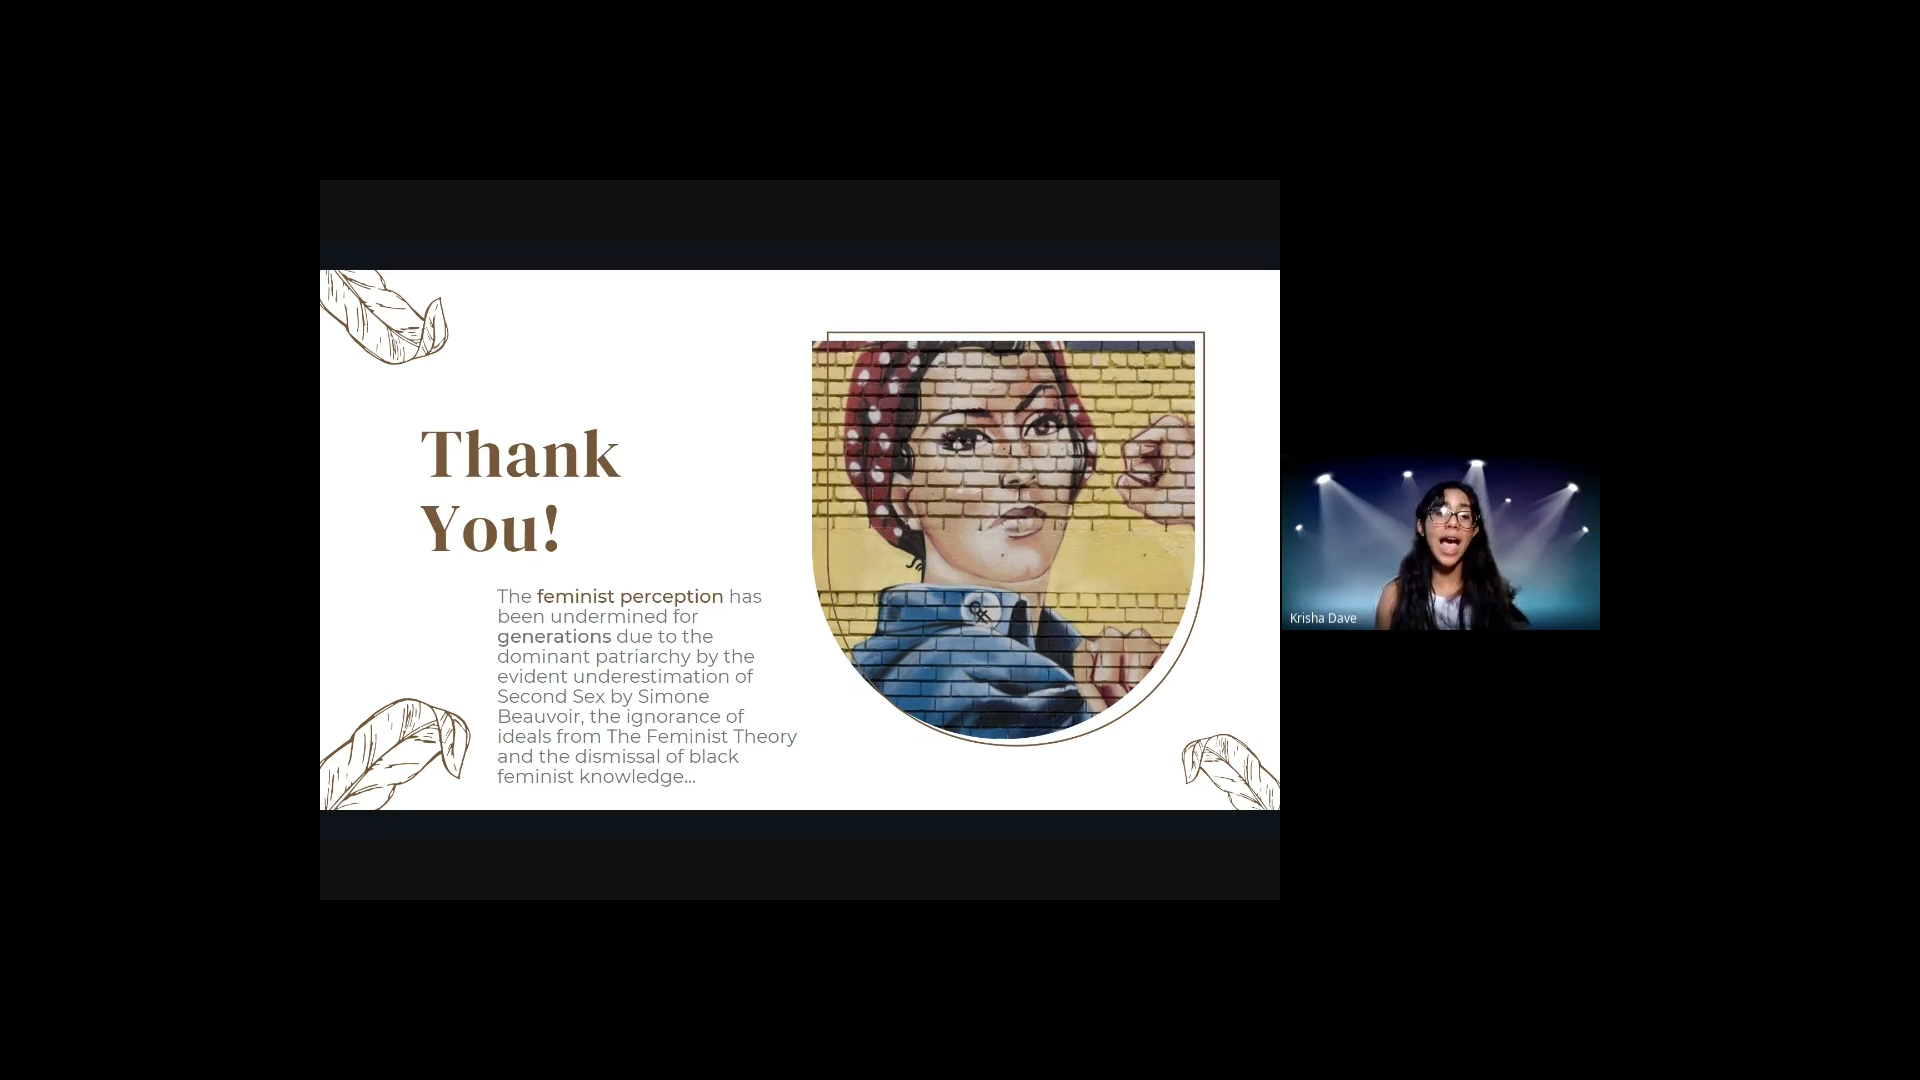 Thank
You!
The feminist perception has
been undermined for
generations due to the
dominant patriarchy by the
evident underestimation of
Second Sex by Simone
Beauvoir, the ignorance of
ideals from The Feminist Theory
and the dismissal of black
feminist knowledge...
Krisha Dave